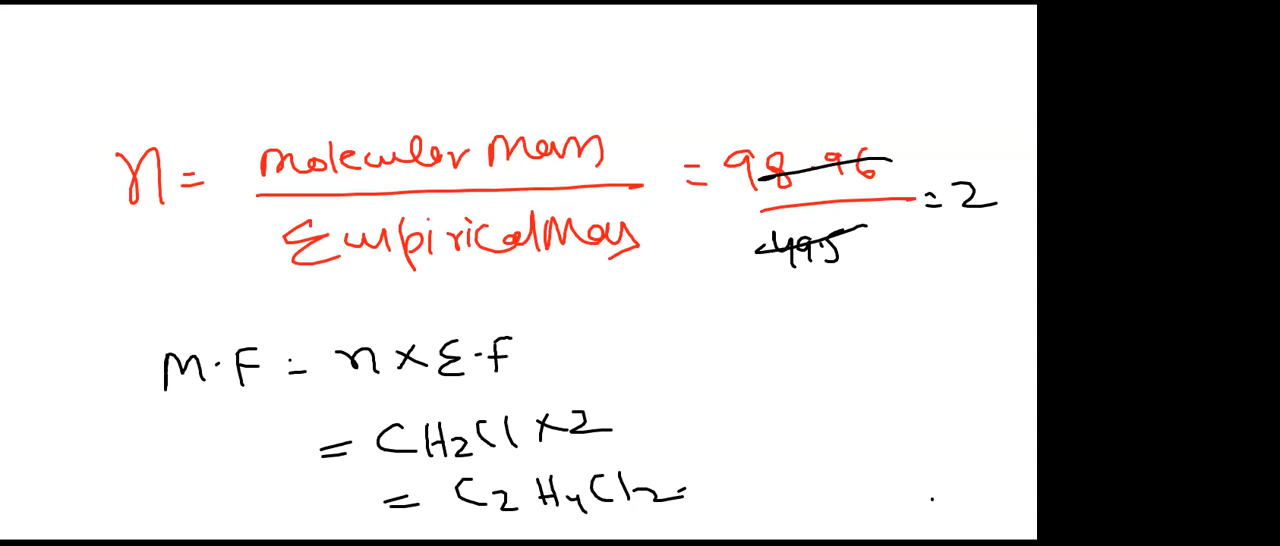 n = molecular mass / Empirical Mass = 98.96 / 49.5 = 2
M.F = n × E.F
= CH2Cl × 2
= C2H4Cl2